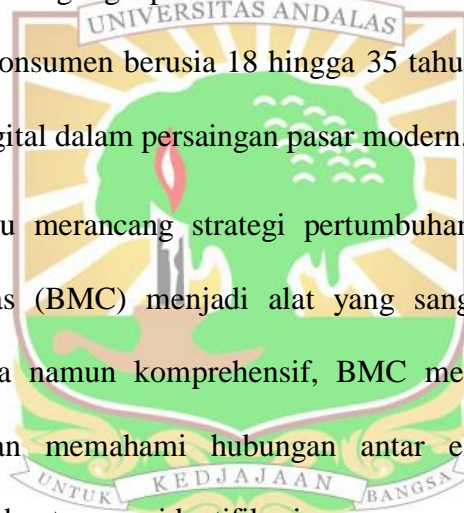 UNIVERSITAS ANDALAS
onsumen berusia 18 hingga 35 tahu
gital dalam persaingan pasar modern.
u merancang strategi pertumbuhan
as (BMC) menjadi alat yang sang
a namun komprehensif, BMC me
an memahami hubungan antar e
UNTUK KEDJAJAAN BANGSA